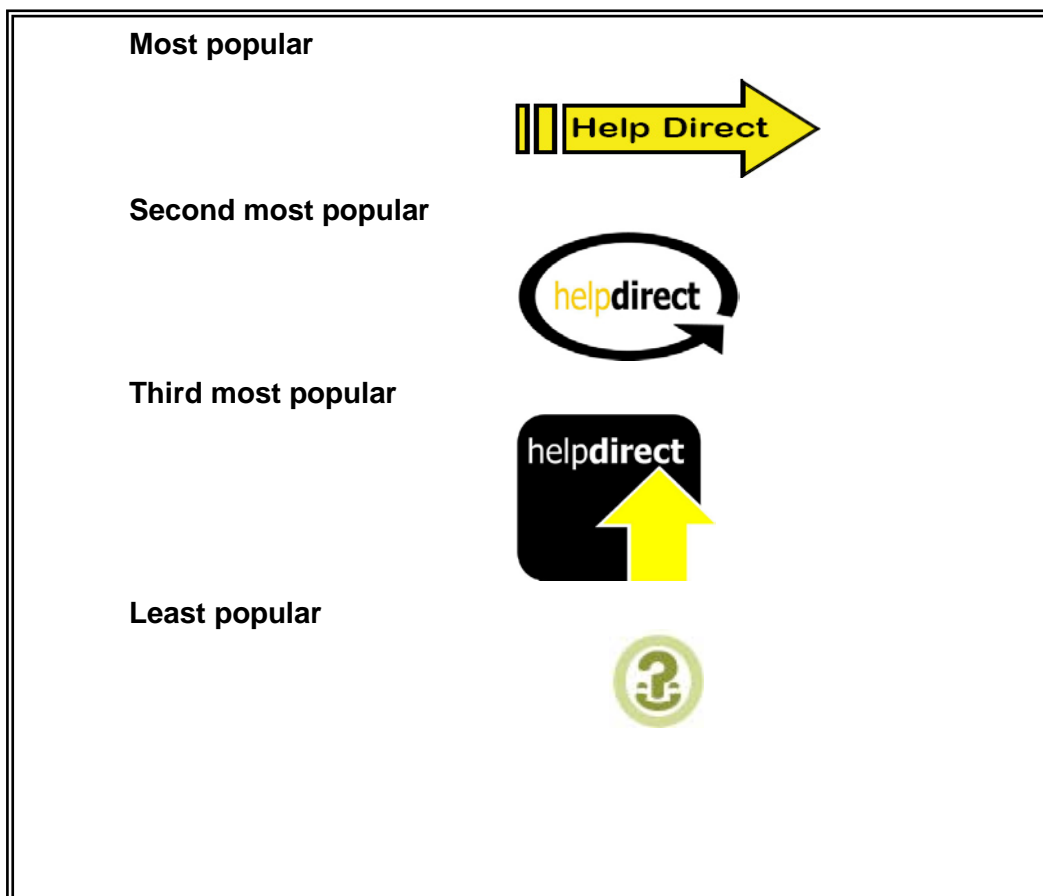 Most popular
Help Direct
Second most popular
helpdirect
Third most popular
helpdirect
Least popular
?